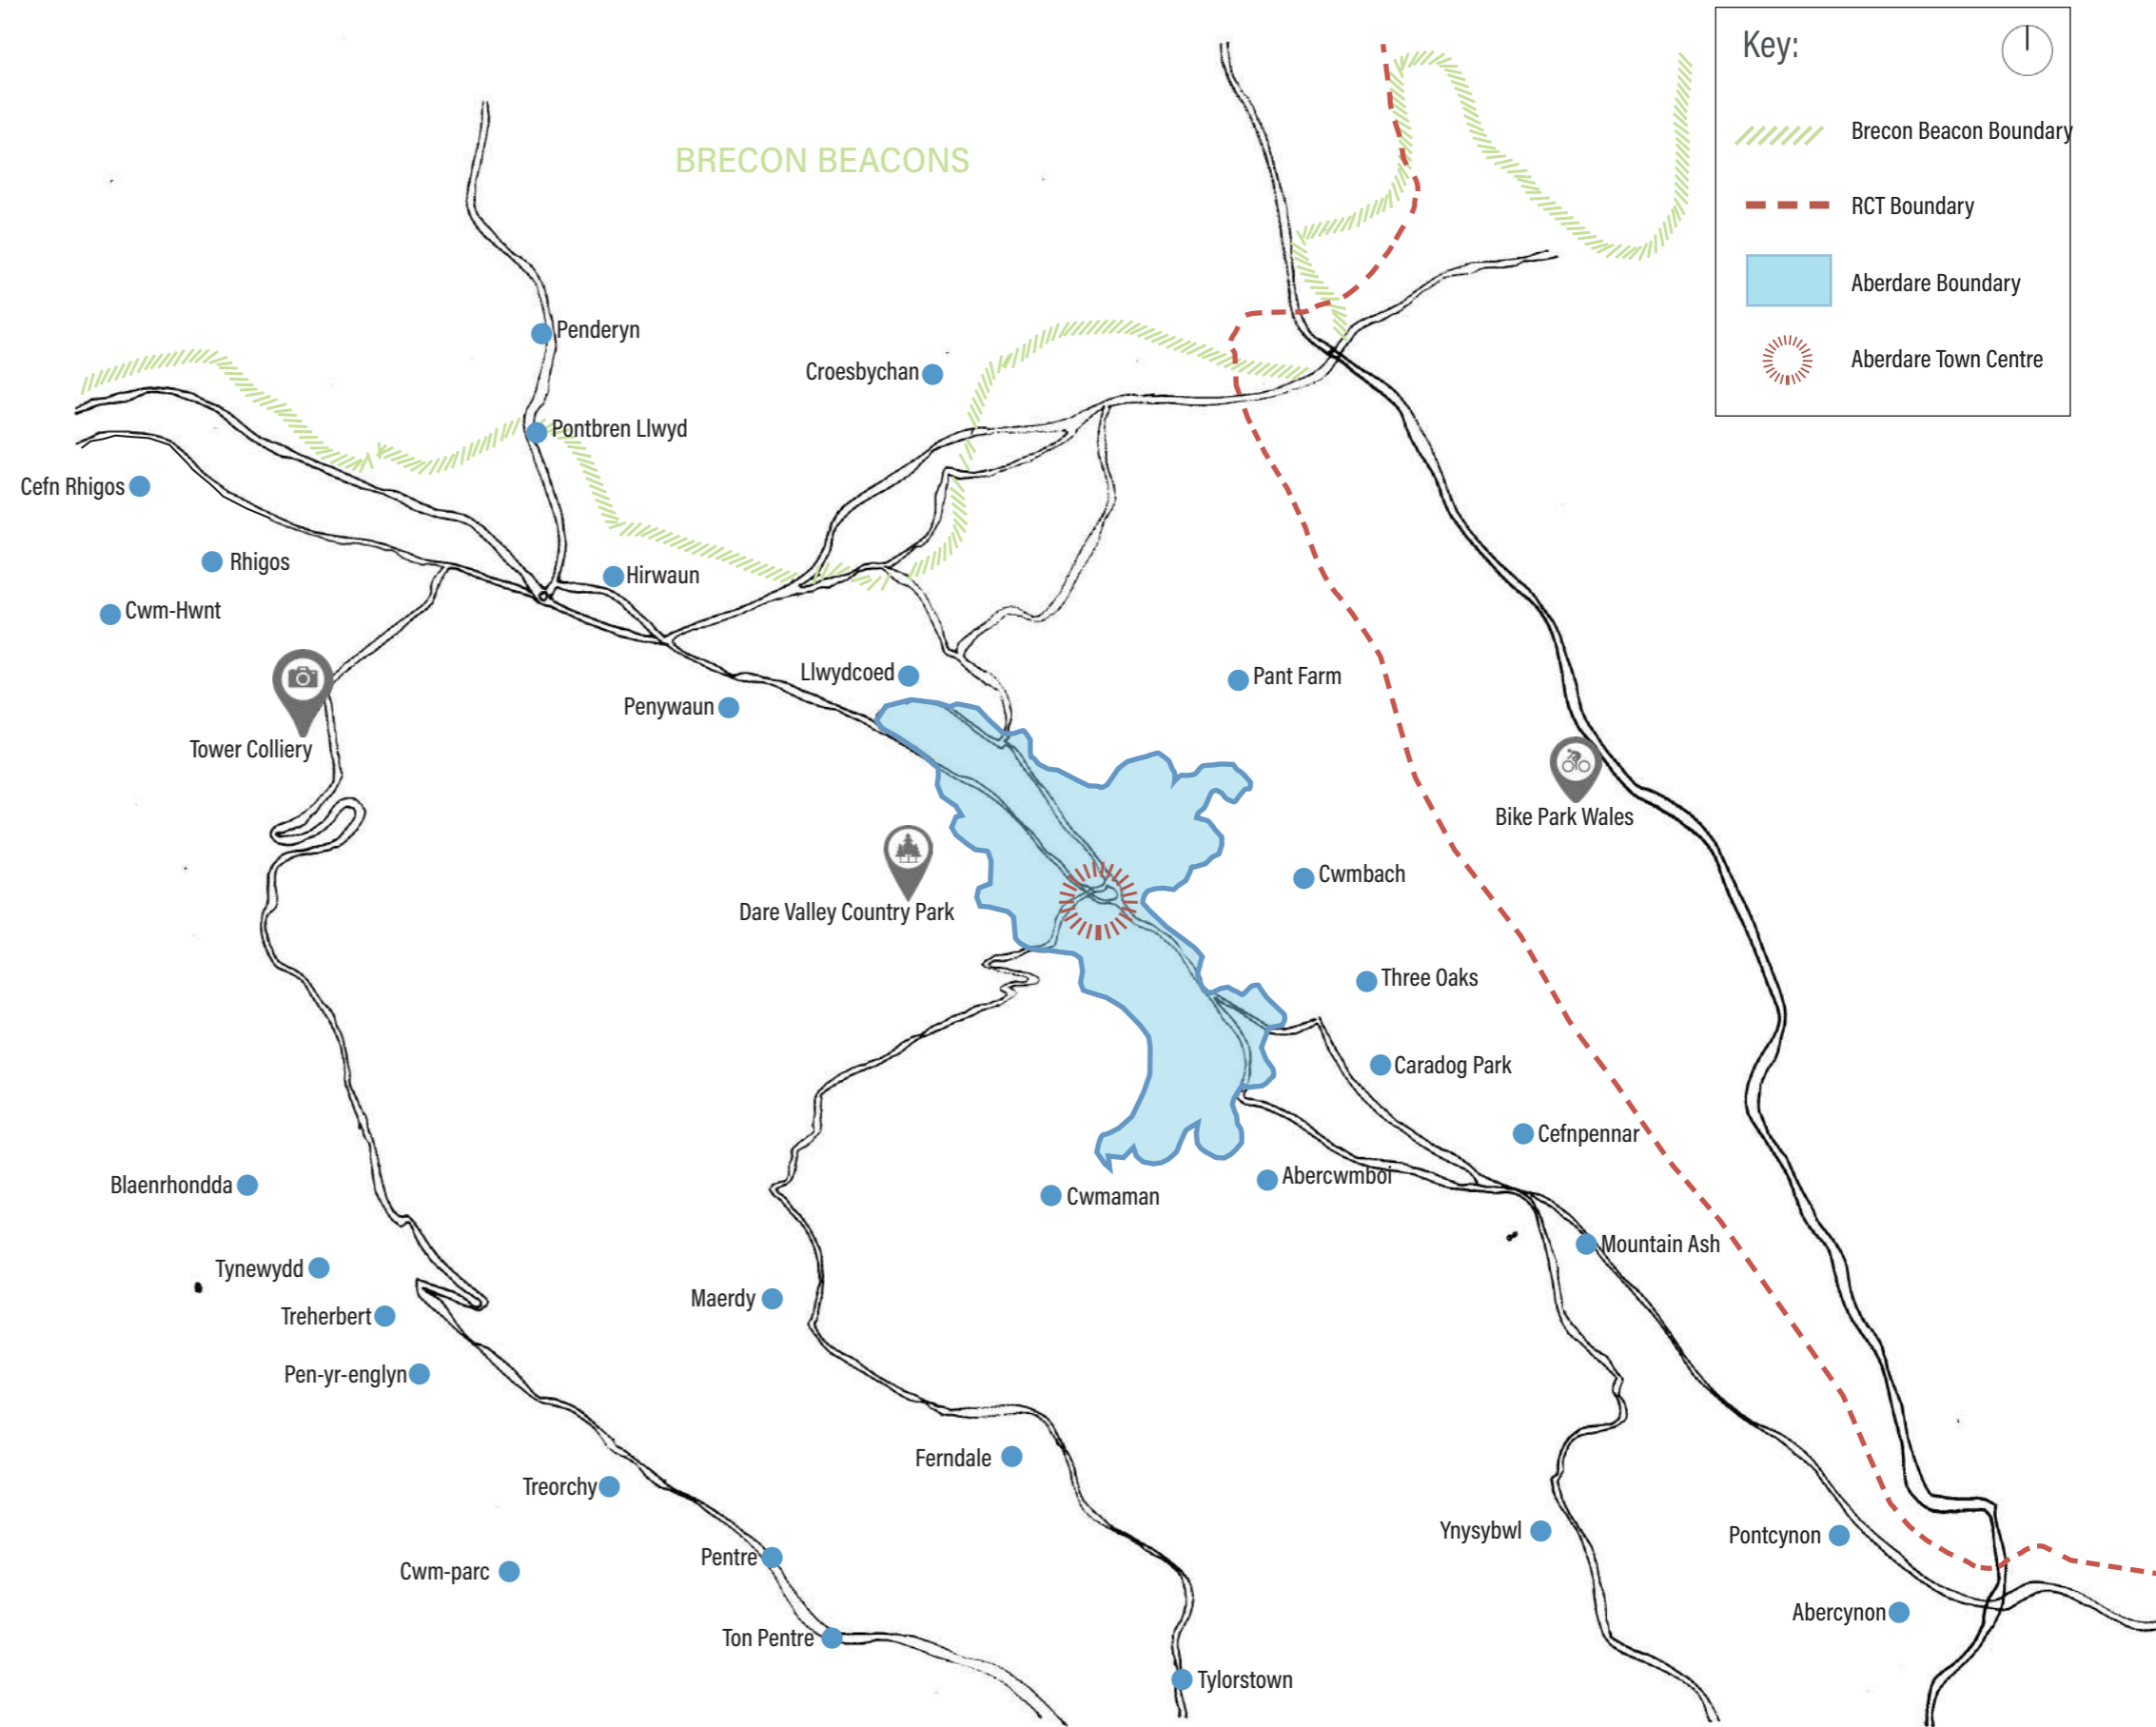 Key:
Brecon Beacon Boundary
RCT Boundary
Aberdare Boundary
Aberdare Town Centre
BRECON BEACONS
Penderyn
Croesbychan
Pontbren Llwyd
Cefn Rhigos
Rhigos
Hirwaun
Cwm-Hwnt
Llwydcoed
Pant Farm
Penywaun
Tower Colliery
Bike Park Wales
Cwmbach
Dare Valley Country Park
Three Oaks
Caradog Park
Cefnpennar
Abercwmboi
Blaenrhondda
Cwmaman
Mountain Ash
Tynewydd
Maerdy
Treherbert
Pen-yr-englyn
Ferndale
Treorchy
Ynysybwl
Pontcynon
Pentre
Cwm-parc
Abercynon
Ton Pentre
Tylorstown